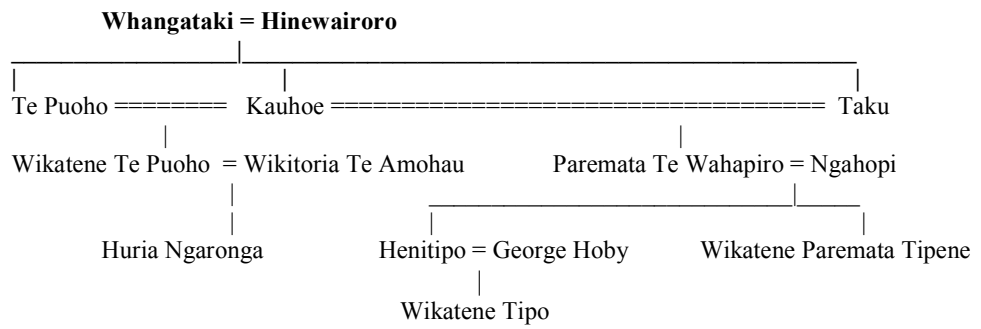 Whangataki = Hinewairoro
Te Puoho ======== Kauhoe =================================== Taku
Wikatene Te Puoho = Wikitoria Te Amohau Paremata Te Wahapiro = Ngahopi
Huria Ngaronga Henitipo = George Hoby Wikatene Paremata Tipene
Wikatene Tipo